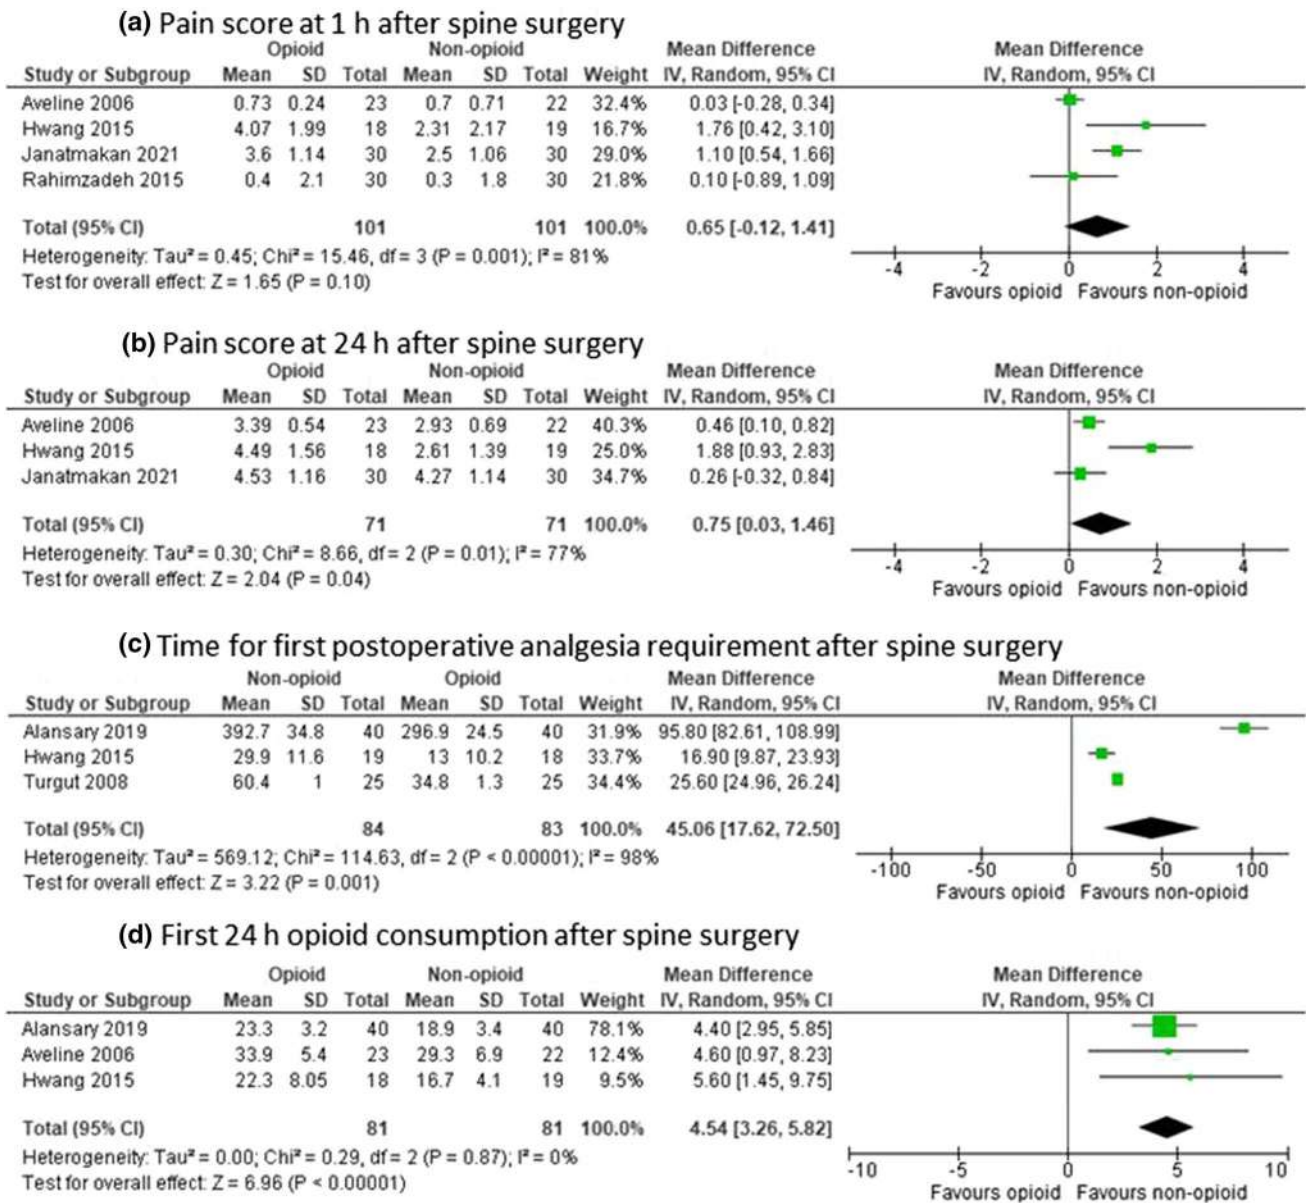 (a) Pain score at 1 h after spine surgery
Opioid Non-opioid Mean Difference Mean Difference
Study or Subgroup Mean SD Total Mean SD Total Weight IV, Random, 95% CI IV, Random, 95% CI
Aveline 2006 0.73 0.24 23 0.7 0.71 22 32.4% 0.03 [-0.28, 0.34]
Hwang 2015 4.07 1.99 18 2.31 2.17 19 16.7% 1.76 [0.42, 3.10]
Janatmakan 2021 3.6 1.14 30 2.5 1.06 30 29.0% 1.10 [0.54, 1.66]
Rahimzadeh 2015 0.4 2.1 30 0.3 1.8 30 21.8% 0.10 [-0.89, 1.09]
Total (95% CI) 101 101 100.0% 0.65 [-0.12, 1.41]
Heterogeneity: Tau² = 0.45; Chi² = 15.46, df = 3 (P = 0.001); I² = 81%
Test for overall effect: Z = 1.65 (P = 0.10)
-4 -2 0 2 4
Favours opioid Favours non-opioid
(b) Pain score at 24 h after spine surgery
Opioid Non-opioid Mean Difference Mean Difference
Study or Subgroup Mean SD Total Mean SD Total Weight IV, Random, 95% CI IV, Random, 95% CI
Aveline 2006 3.39 0.54 23 2.93 0.69 22 40.3% 0.46 [0.10, 0.82]
Hwang 2015 4.49 1.56 18 2.61 1.39 19 25.0% 1.88 [0.93, 2.83]
Janatmakan 2021 4.53 1.16 30 4.27 1.14 30 34.7% 0.26 [-0.32, 0.84]
Total (95% CI) 71 71 100.0% 0.75 [0.03, 1.46]
Heterogeneity: Tau² = 0.30; Chi² = 8.66, df = 2 (P = 0.01); I² = 77%
Test for overall effect: Z = 2.04 (P = 0.04)
-4 -2 0 2 4
Favours opioid Favours non-opioid
(c) Time for first postoperative analgesia requirement after spine surgery
Non-opioid Opioid Mean Difference Mean Difference
Study or Subgroup Mean SD Total Mean SD Total Weight IV, Random, 95% CI IV, Random, 95% CI
Alansary 2019 392.7 34.8 40 296.9 24.5 40 31.9% 95.80 [82.61, 108.99]
Hwang 2015 29.9 11.6 19 13 10.2 18 33.7% 16.90 [9.87, 23.93]
Turgut 2008 60.4 1 25 34.8 1.3 25 34.4% 25.60 [24.96, 26.24]
Total (95% CI) 84 83 100.0% 45.06 [17.62, 72.50]
Heterogeneity: Tau² = 569.12; Chi² = 114.63, df = 2 (P < 0.00001); I² = 98%
Test for overall effect: Z = 3.22 (P = 0.001)
-100 -50 0 50 100
Favours opioid Favours non-opioid
(d) First 24 h opioid consumption after spine surgery
Opioid Non-opioid Mean Difference Mean Difference
Study or Subgroup Mean SD Total Mean SD Total Weight IV, Random, 95% CI IV, Random, 95% CI
Alansary 2019 23.3 3.2 40 18.9 3.4 40 78.1% 4.40 [2.95, 5.85]
Aveline 2006 33.9 5.4 23 29.3 6.9 22 12.4% 4.60 [0.97, 8.23]
Hwang 2015 22.3 8.05 18 16.7 4.1 19 9.5% 5.60 [1.45, 9.75]
Total (95% CI) 81 81 100.0% 4.54 [3.26, 5.82]
Heterogeneity: Tau² = 0.00; Chi² = 0.29, df = 2 (P = 0.87); I² = 0%
Test for overall effect: Z = 6.96 (P < 0.00001)
-10 -5 0 5 10
Favours opioid Favours non-opioid